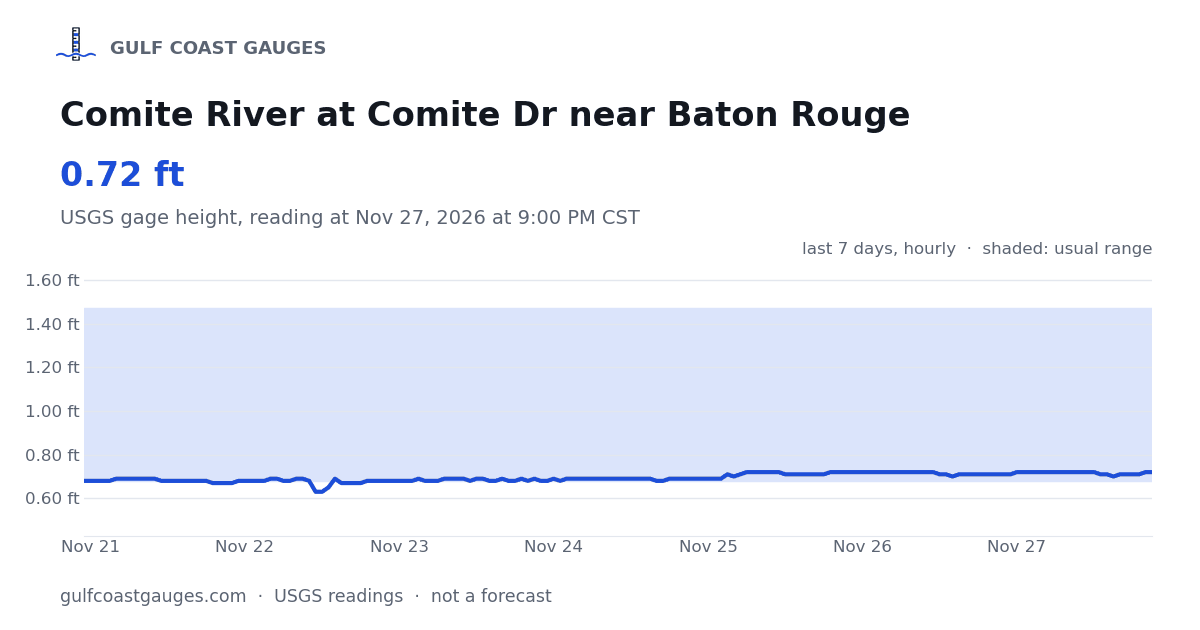 GULF COAST GAUGES
Comite River at Comite Dr near Baton Rouge
0.72 ft
USGS gage height, reading at Nov 27, 2026 at 9:00 PM CST
last 7 days, hourly · shaded: usual range
1.60 ft
1.40 ft
1.20 ft
1.00 ft
0.80 ft
0.60 ft
Nov 21 Nov 22 Nov 23 Nov 24 Nov 25 Nov 26 Nov 27
gulfcoastgauges.com · USGS readings · not a forecast